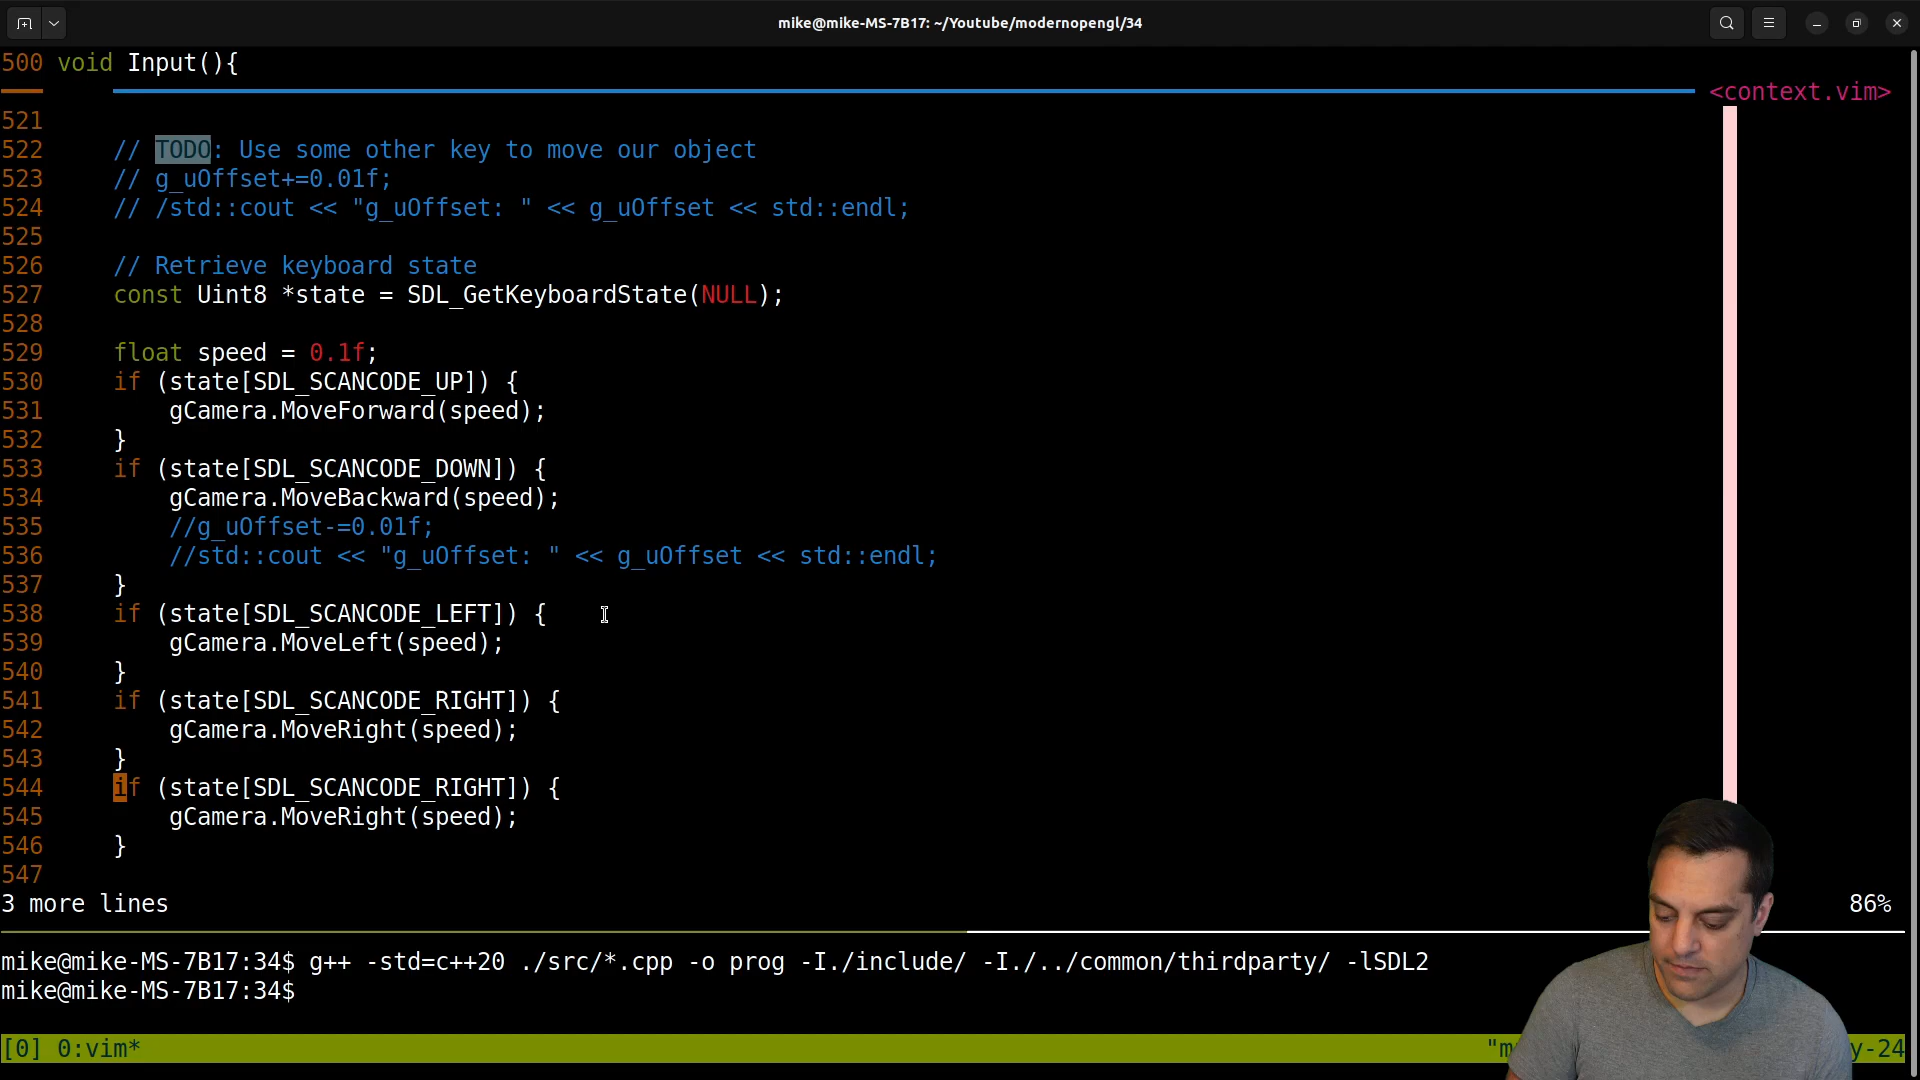 mike@mike-MS-7B17: ~/Youtube/modernopengl/34
500 void Input(){
<context.vim>
521
522     // TODO: Use some other key to move our object
523     // g_uOffset+=0.01f;
524     // /std::cout << "g_uOffset: " << g_uOffset << std::endl;
525
526     // Retrieve keyboard state
527     const Uint8 *state = SDL_GetKeyboardState(NULL);
528
529     float speed = 0.1f;
530     if (state[SDL_SCANCODE_UP]) {
531         gCamera.MoveForward(speed);
532     }
533     if (state[SDL_SCANCODE_DOWN]) {
534         gCamera.MoveBackward(speed);
535         //g_uOffset-=0.01f;
536         //std::cout << "g_uOffset: " << g_uOffset << std::endl;
537     }
538     if (state[SDL_SCANCODE_LEFT]) {
539         gCamera.MoveLeft(speed);
540     }
541     if (state[SDL_SCANCODE_RIGHT]) {
542         gCamera.MoveRight(speed);
543     }
544     if (state[SDL_SCANCODE_RIGHT]) {
545         gCamera.MoveRight(speed);
546     }
547
3 more lines 86%
mike@mike-MS-7B17:34$ g++ -std=c++20 ./src/*.cpp -o prog -I./include/ -I./../common/thirdparty/ -lSDL2
mike@mike-MS-7B17:34$
[0] 0:vim* "m y-24